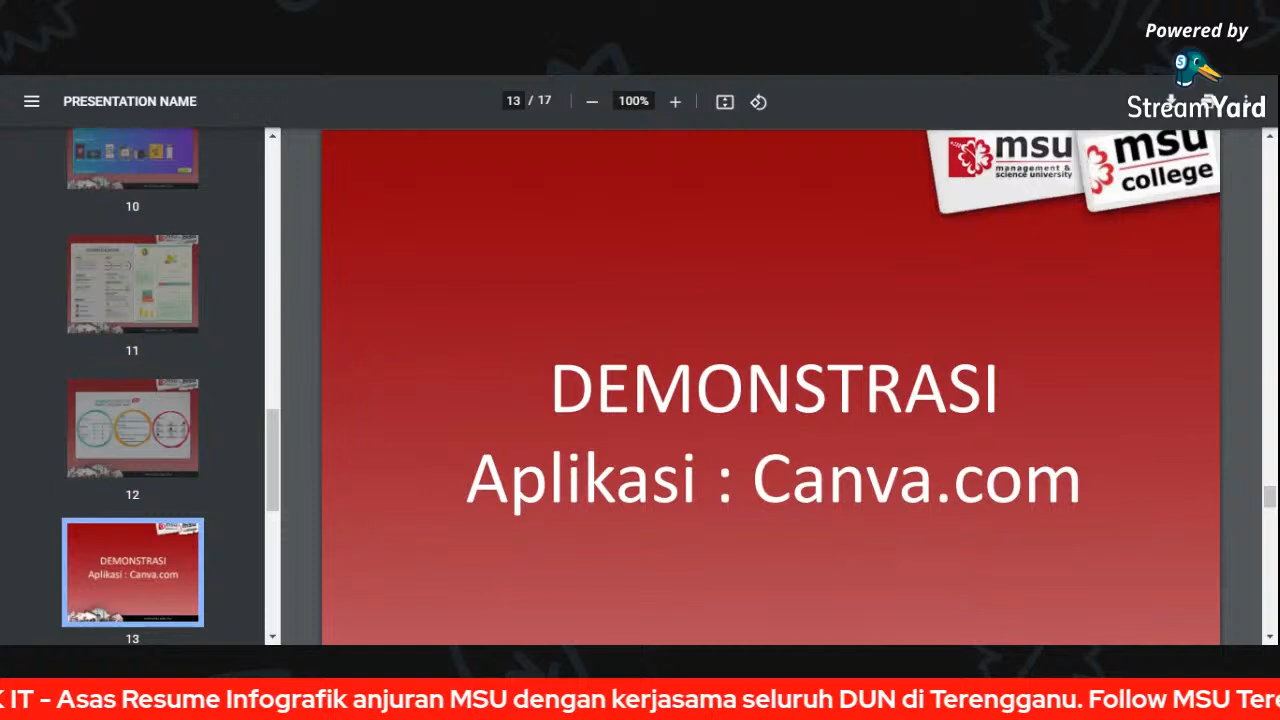 Powered by
StreamYard
PRESENTATION NAME
13 / 17
100%
10
11
12
DEMONSTRASI
Aplikasi : Canva.com
13
msu
management &
science university
msu
college
DEMONSTRASI
Aplikasi : Canva.com
IT - Asas Resume Infografik anjuran MSU dengan kerjasama seluruh DUN di Terengganu. Follow MSU